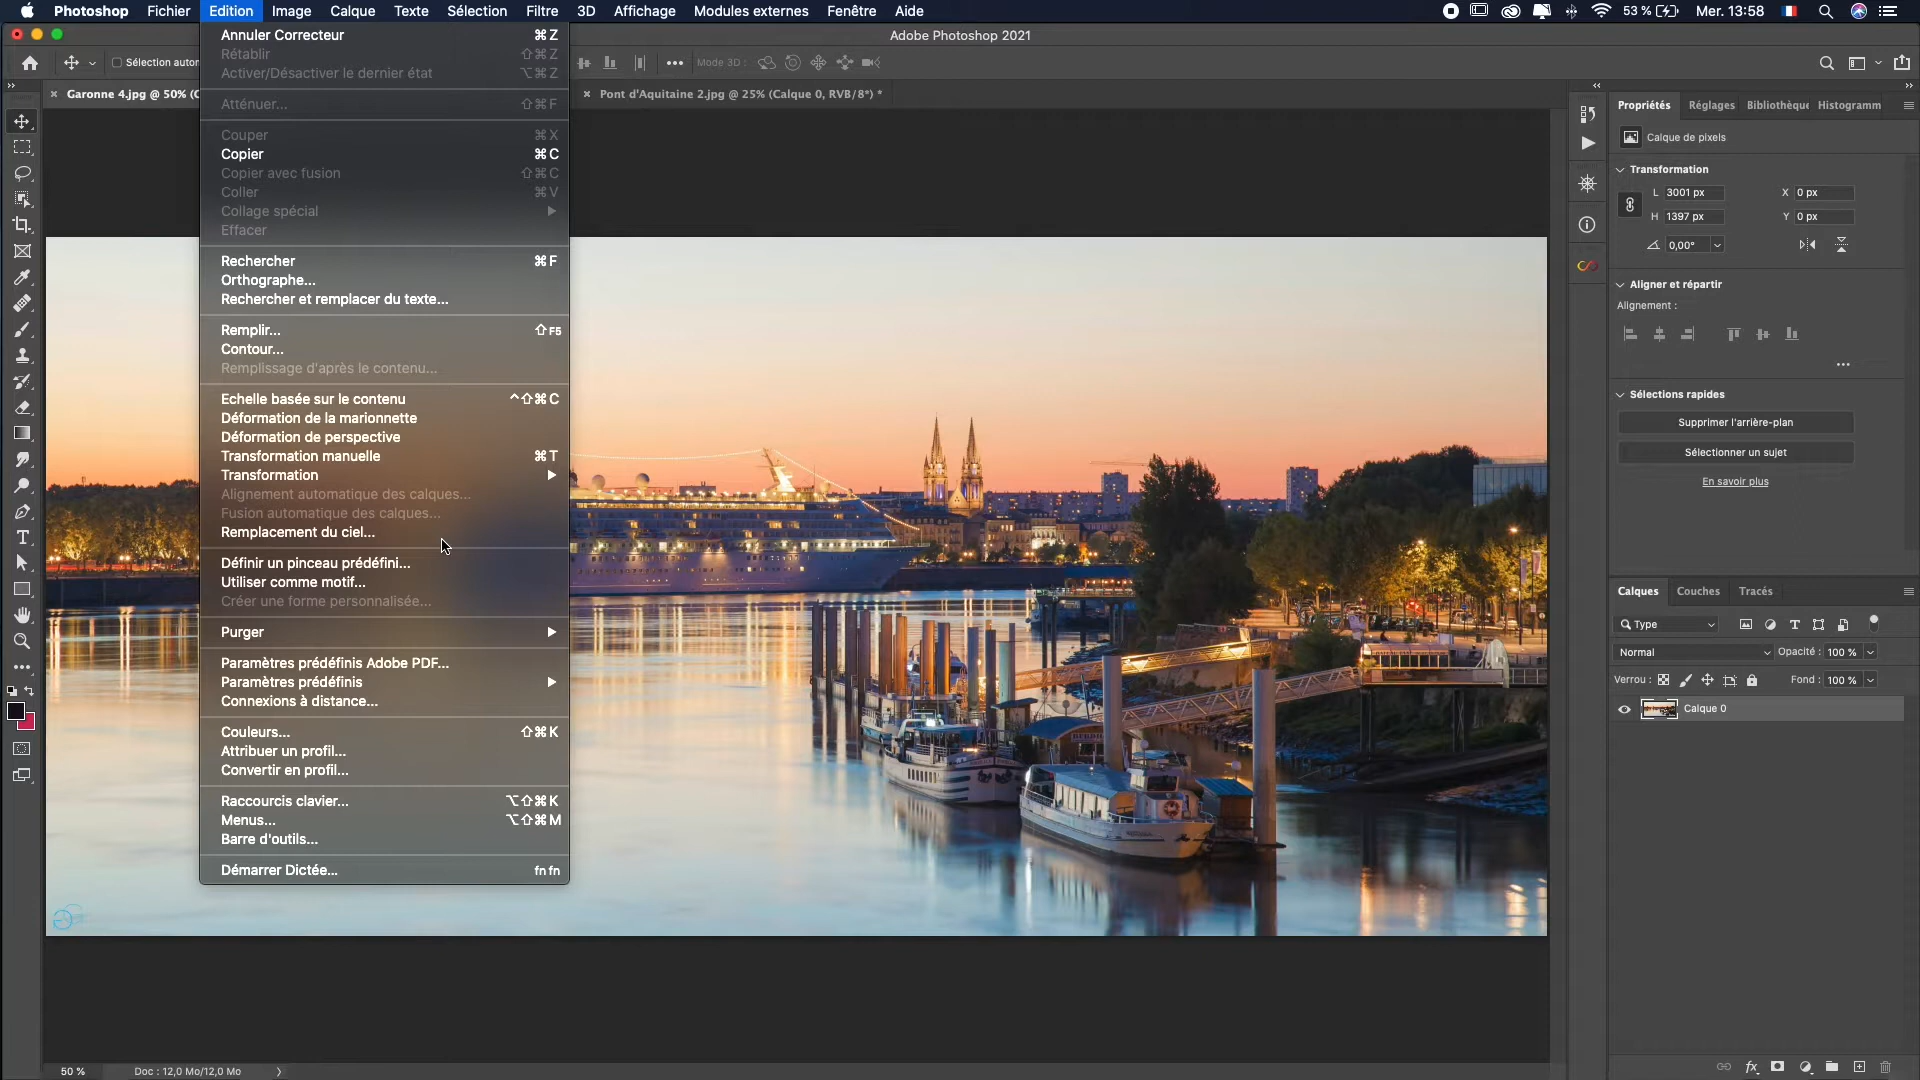 Photoshop Fichier Edition Image Calque Texte Sélection Filtre 3D Affichage Modules externes Fenêtre Aide 53 % Mer. 13:58
Adobe Photoshop 2021
Sélection auton Mode 3D :
Garonne 4.jpg @ 50% (C Pont d'Aquitaine 2.jpg @ 25% (Calque 0, RVB/8*) *
Annuler Correcteur ⌘Z
Rétablir ⇧⌘Z
Activer/Désactiver le dernier état ⌥⌘Z
Atténuer... ⇧⌘F
Couper ⌘X
Copier ⌘C
Copier avec fusion ⇧⌘C
Coller ⌘V
Collage spécial
Effacer
Rechercher ⌘F
Orthographe...
Rechercher et remplacer du texte...
Remplir... ⇧F5
Contour...
Remplissage d'après le contenu...
Echelle basée sur le contenu ^⇧⌘C
Déformation de la marionnette
Déformation de perspective
Transformation manuelle ⌘T
Transformation
Alignement automatique des calques...
Fusion automatique des calques...
Remplacement du ciel...
Définir un pinceau prédéfini...
Utiliser comme motif...
Créer une forme personnalisée...
Purger
Paramètres prédéfinis Adobe PDF...
Paramètres prédéfinis
Connexions à distance...
Couleurs... ⇧⌘K
Attribuer un profil...
Convertir en profil...
Raccourcis clavier... ⌥⇧⌘K
Menus... ⌥⇧⌘M
Barre d'outils...
Démarrer Dictée... fn fn
Propriétés Réglages Bibliothèque Histogramm
Calque de pixels
Transformation
L 3001 px X 0 px
H 1397 px Y 0 px
0,00°
Aligner et répartir
Alignement :
Sélections rapides
Supprimer l'arrière-plan
Sélectionner un sujet
En savoir plus
Calques Couches Tracés
Type
Normal Opacité : 100 %
Verrou : Fond : 100 %
Calque 0
50 % Doc : 12,0 Mo/12,0 Mo